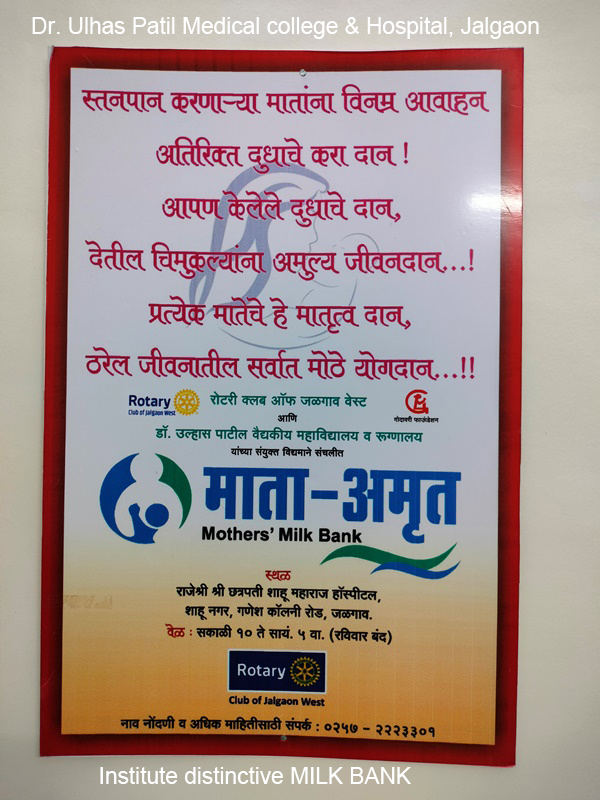 Dr. Ulhas Patil Medical college & Hospital, Jalgaon
स्तनपान करणाऱ्या मातांना विनम्र आवाहन
अतिरिक्त दुधाचे करा दान !
आपण केलेले दुधाचे दान,
देतील चिमुकल्यांना अमुल्य जीवनदान...!
प्रत्येक मातेचे हे मातृत्व दान,
ठरेल जीवनातील सर्वात मोठे योगदान...!!
Rotary
Club of Jalgaon West
रोटरी क्लब ऑफ जळगाव वेस्ट
गोदावरी फाऊंडेशन
आणि
डॉ. उल्हास पाटील वैद्यकीय महाविद्यालय व रूग्णालय
यांच्या संयुक्त विद्यमाने संचलीत
माता-अमृत
Mothers' Milk Bank
स्थळ
राजेश्री श्री छत्रपती शाहू महाराज हॉस्पीटल,
शाहू नगर, गणेश कॉलनी रोड, जळगाव.
वेळ : सकाळी १० ते सायं. ५ वा. (रविवार बंद)
Rotary
Club of Jalgaon West
नाव नोंदणी व अधिक माहितीसाठी संपर्क : ०२५७ - २२२३३०१
Institute distinctive MILK BANK